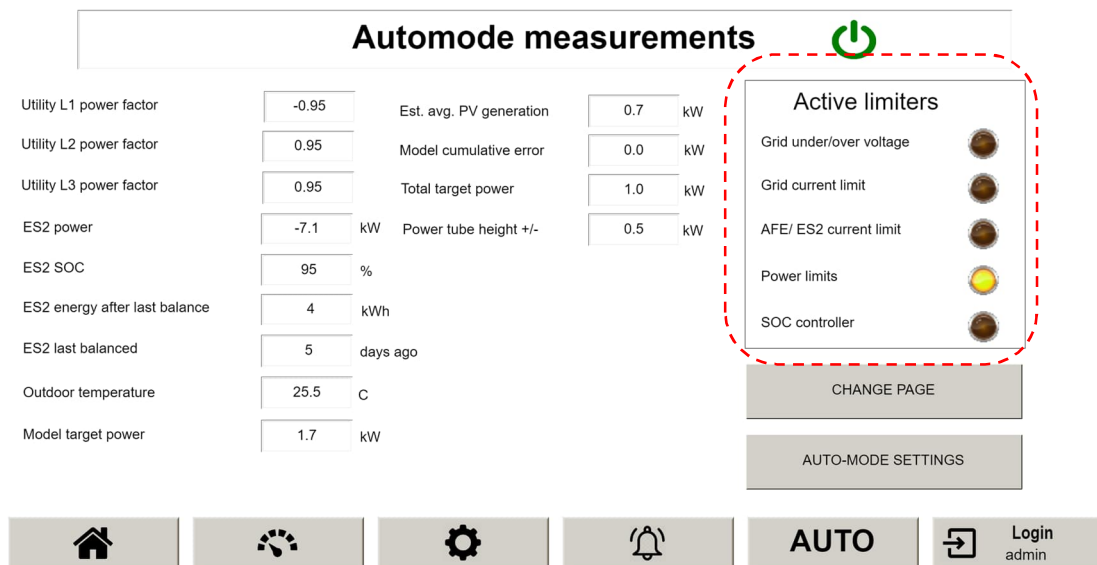 Automode measurements
Utility L1 power factor -0.95
Utility L2 power factor 0.95
Utility L3 power factor 0.95
ES2 power -7.1 kW
ES2 SOC 95 %
ES2 energy after last balance 4 kWh
ES2 last balanced 5 days ago
Outdoor temperature 25.5 C
Model target power 1.7 kW
Est. avg. PV generation 0.7 kW
Model cumulative error 0.0 kW
Total target power 1.0 kW
Power tube height +/- 0.5 kW
Active limiters
Grid under/over voltage
Grid current limit
AFE/ ES2 current limit
Power limits
SOC controller
CHANGE PAGE
AUTO-MODE SETTINGS
AUTO
Login
admin